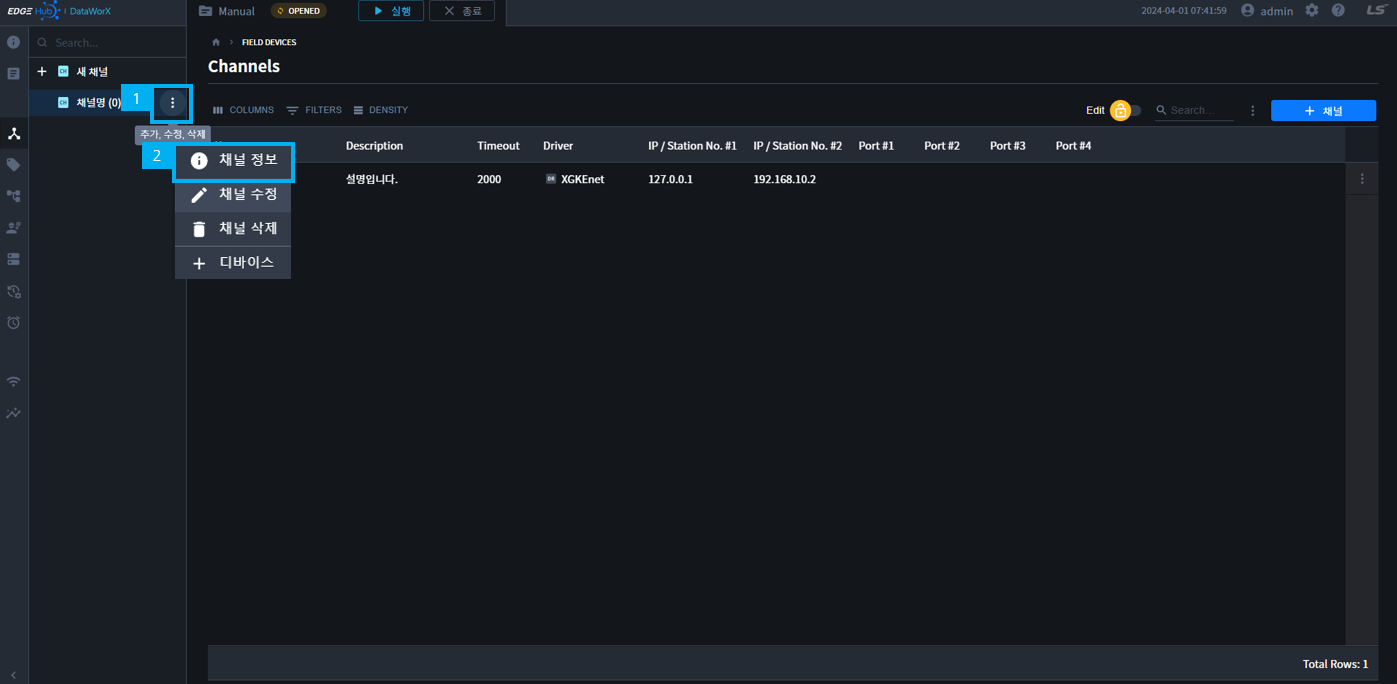 EDGE Hub | DataWorX
Manual
OPENED
실행
종료
2024-04-01 07:41:59
admin
LS
Search...
새 채널
채널명 (0)
1
추가, 수정, 삭제
2
채널 정보
채널 수정
채널 삭제
디바이스
FIELD DEVICES
Channels
COLUMNS
FILTERS
DENSITY
Edit
Search...
채널
Description
Timeout
Driver
IP / Station No. #1
IP / Station No. #2
Port #1
Port #2
Port #3
Port #4
설명입니다.
2000
XGKEnet
127.0.0.1
192.168.10.2
Total Rows: 1